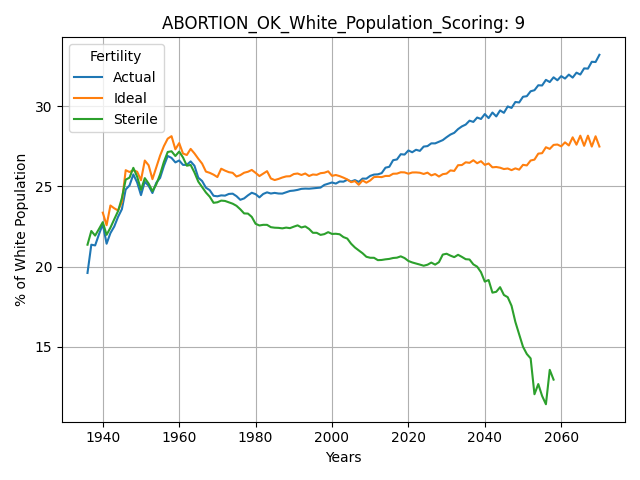 ABORTION_OK_White_Population_Scoring: 9
Fertility
Actual
Ideal
Sterile
% of White Population
30
25
20
15
1940 1960 1980 2000 2020 2040 2060
Years